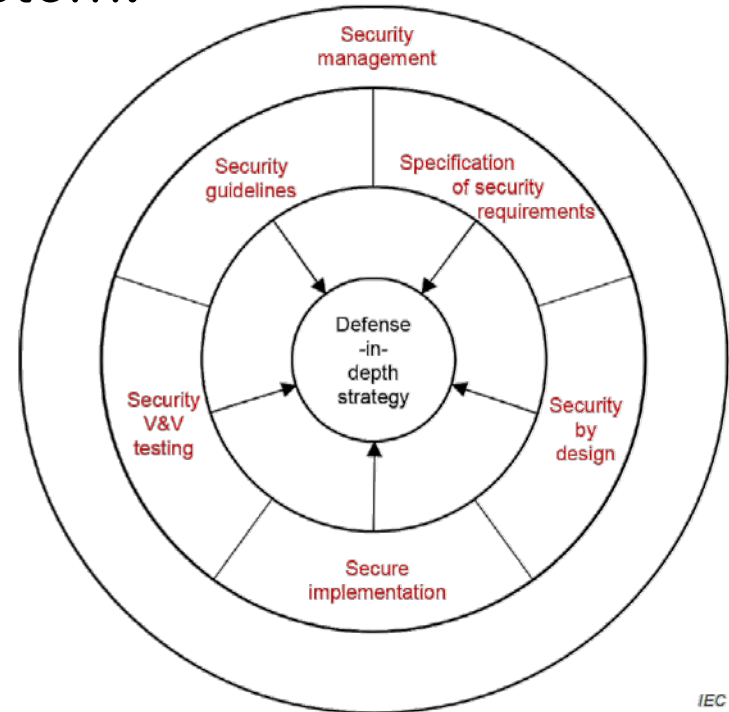 Security
management
Security
guidelines
Specification
of security
requirements
Defense
-in-
depth
strategy
Security
V&V
testing
Security
by
design
Secure
implementation
IEC